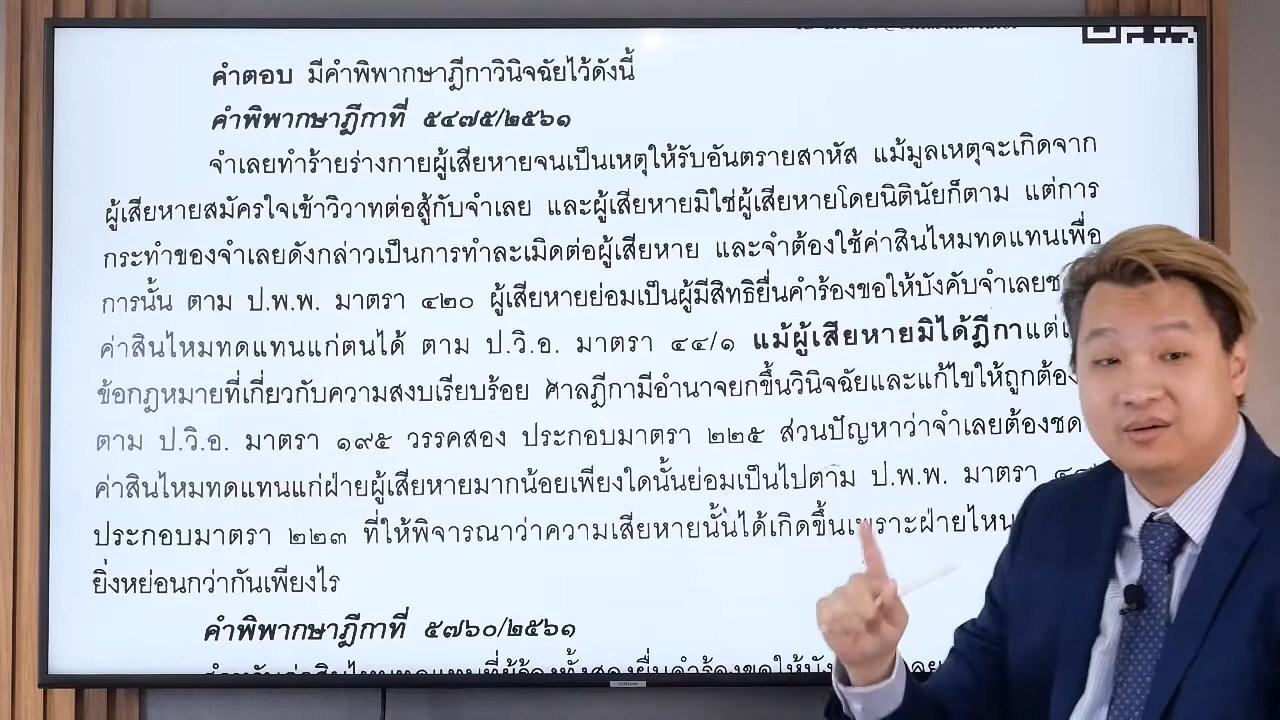 คำตอบ มีคำพิพากษาฎีกาวินิจฉัยไว้ดังนี้
คำพิพากษาฎีกาที่ ๕๔๗๕/๒๕๖๑
จำเลยทำร้ายร่างกายผู้เสียหายจนเป็นเหตุให้รับอันตรายสาหัส แม้มูลเหตุจะเกิดจาก
ผู้เสียหายสมัครใจเข้าวิวาทต่อสู้กับจำเลย และผู้เสียหายมิใช่ผู้เสียหายโดยนิตินัยก็ตาม แต่การ
กระทำของจำเลยดังกล่าวเป็นการทำละเมิดต่อผู้เสียหาย และจำต้องใช้ค่าสินไหมทดแทนเพื่อ
การนั้น ตาม ป.พ.พ. มาตรา ๔๒๐ ผู้เสียหายย่อมเป็นผู้มีสิทธิยื่นคำร้องขอให้บังคับจำเลย
ค่าสินไหมทดแทนแก่ตนได้ ตาม ป.วิ.อ. มาตรา ๔๔/๑ แม้ผู้เสียหายมิได้ฎีกาแต่
ข้อกฎหมายที่เกี่ยวกับความสงบเรียบร้อย ศาลฎีกามีอำนาจยกขึ้นวินิจฉัยและแก้ไขให้ถูกต้อง
ตาม ป.วิ.อ. มาตรา ๑๙๕ วรรคสอง ประกอบมาตรา ๒๒๕ ส่วนปัญหาว่าจำเลยต้องชด
ค่าสินไหมทดแทนแก่ฝ่ายผู้เสียหายมากน้อยเพียงใดนั้นย่อมเป็นไปตาม ป.พ.พ. มาตรา
ประกอบมาตรา ๒๒๓ ที่ให้พิจารณาว่าความเสียหายนั้นได้เกิดขึ้นเพราะฝ่ายไหน
ยิ่งหย่อนกว่ากันเพียงไร
คำพิพากษาฎีกาที่ ๕๗๖๐/๒๕๖๑
SAMSUNG